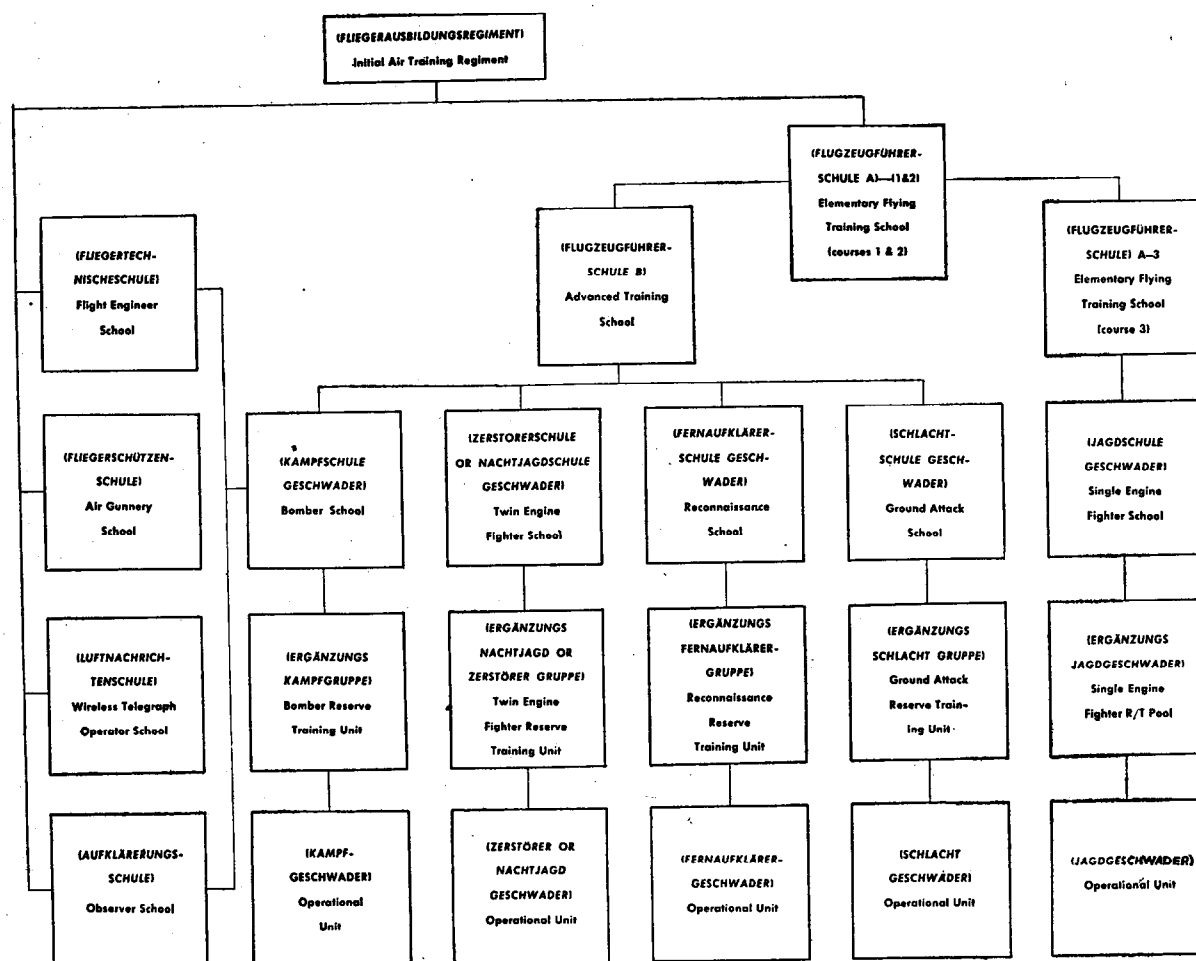 (FLIEGERAUSBILDUNGSREGIMENT)
Initial Air Training Regiment
(FLUGZEUGFÜHRER-
SCHULE A)—(1&2)
Elementary Flying
Training School
(courses 1 & 2)
(FLUGZEUGFÜHRER-
SCHULE B)
Advanced Training
School
(FLUGZEUGFÜHRER-
SCHULE) A-3
Elementary Flying
Training School
(course 3)
(FLIEGERTECH-
NISCHESCHULE)
Flight Engineer
School
(FLIEGERSCHÜTZEN-
SCHULE)
Air Gunnery
School
(LUFTNACHRICH-
TENSCHULE)
Wireless Telegraph
Operator School
(AUFKLÄRERUNGS-
SCHULE)
Observer School
(KAMPFSCHULE
GESCHWADER)
Bomber School
(ZERSTORERSCHULE
OR NACHTJAGDSCHULE
GESCHWADER)
Twin Engine
Fighter School
(FERNAUFKLÄRER-
SCHULE GESCH-
WADER)
Reconnaissance
School
(SCHLACHT-
SCHULE GESCH-
WADER)
Ground Attack
School
(JAGDSCHULE
GESCHWADER)
Single Engine
Fighter School
(ERGÄNZUNGS
KAMPFGRUPPE)
Bomber Reserve
Training Unit
(ERGÄNZUNGS
NACHTJAGD OR
ZERSTÖRER GRUPPE)
Twin Engine
Fighter Reserve
Training Unit
(ERGÄNZUNGS
FERNAUFKLÄRER-
GRUPPE)
Reconnaissance
Reserve
Training Unit
(ERGÄNZUNGS
SCHLACHT GRUPPE)
Ground Attack
Reserve Train-
ing Unit
(ERGÄNZUNGS
JAGDGESCHWADER)
Single Engine
Fighter R/T Pool
(KAMPF-
GESCHWADER)
Operational
Unit
(ZERSTÖRER OR
NACHTJAGD
GESCHWADER)
Operational Unit
(FERNAUFKLÄRER-
GESCHWADER)
Operational Unit
(SCHLACHT
GESCHWADER)
Operational Unit
(JAGDGESCHWADER)
Operational Unit